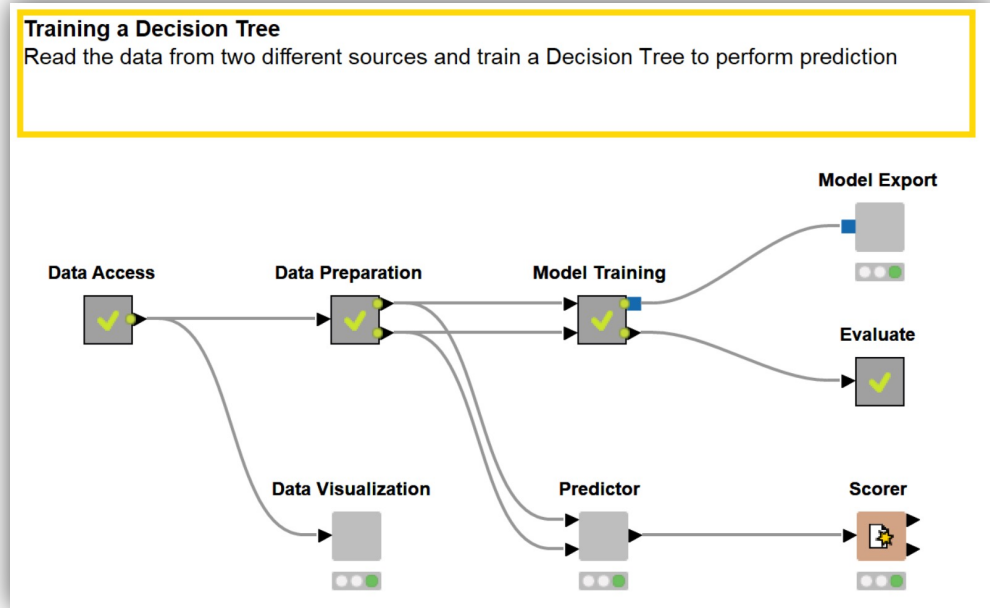 Training a Decision Tree
Read the data from two different sources and train a Decision Tree to perform prediction
Model Export
Data Access
Data Preparation
Model Training
Evaluate
Data Visualization
Predictor
Scorer